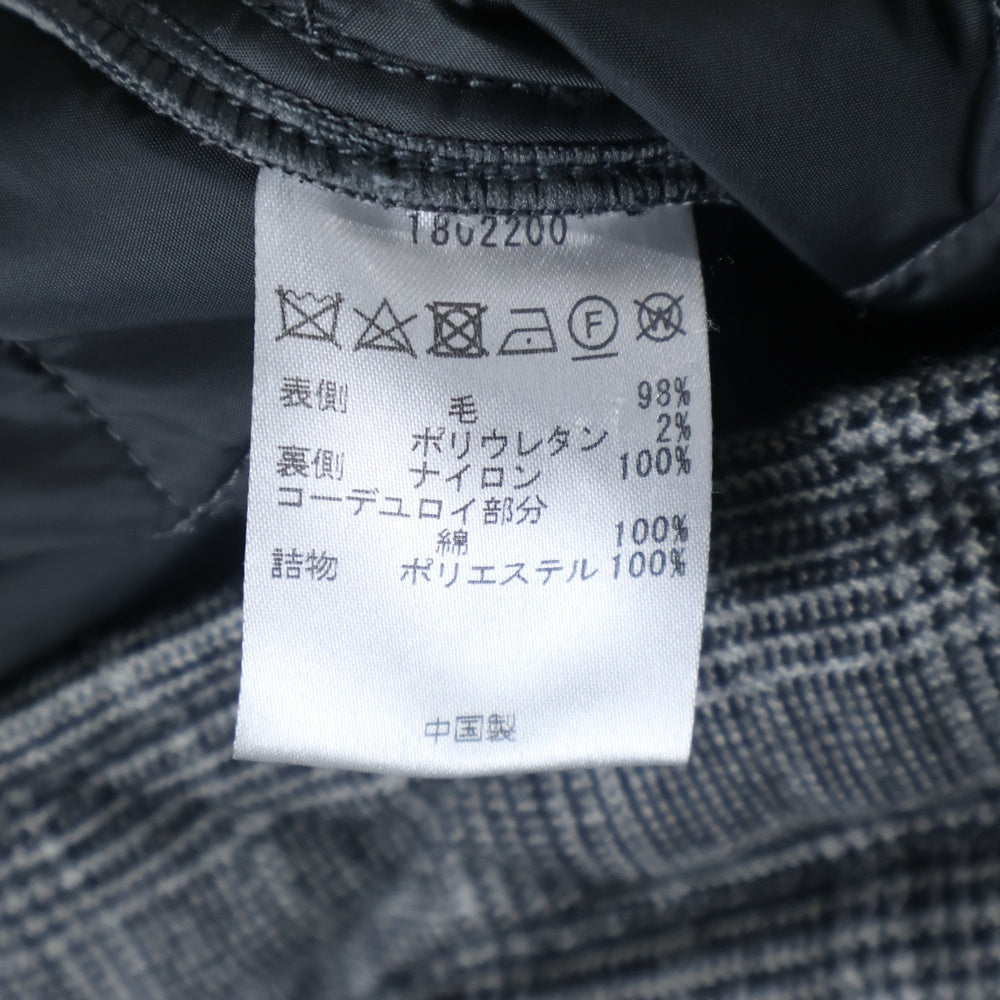 1802200
F W
表側 毛 98%
ポリウレタン 2%
裏側 ナイロン 100%
コーデュロイ部分
綿 100%
詰物 ポリエステル 100%
中国製